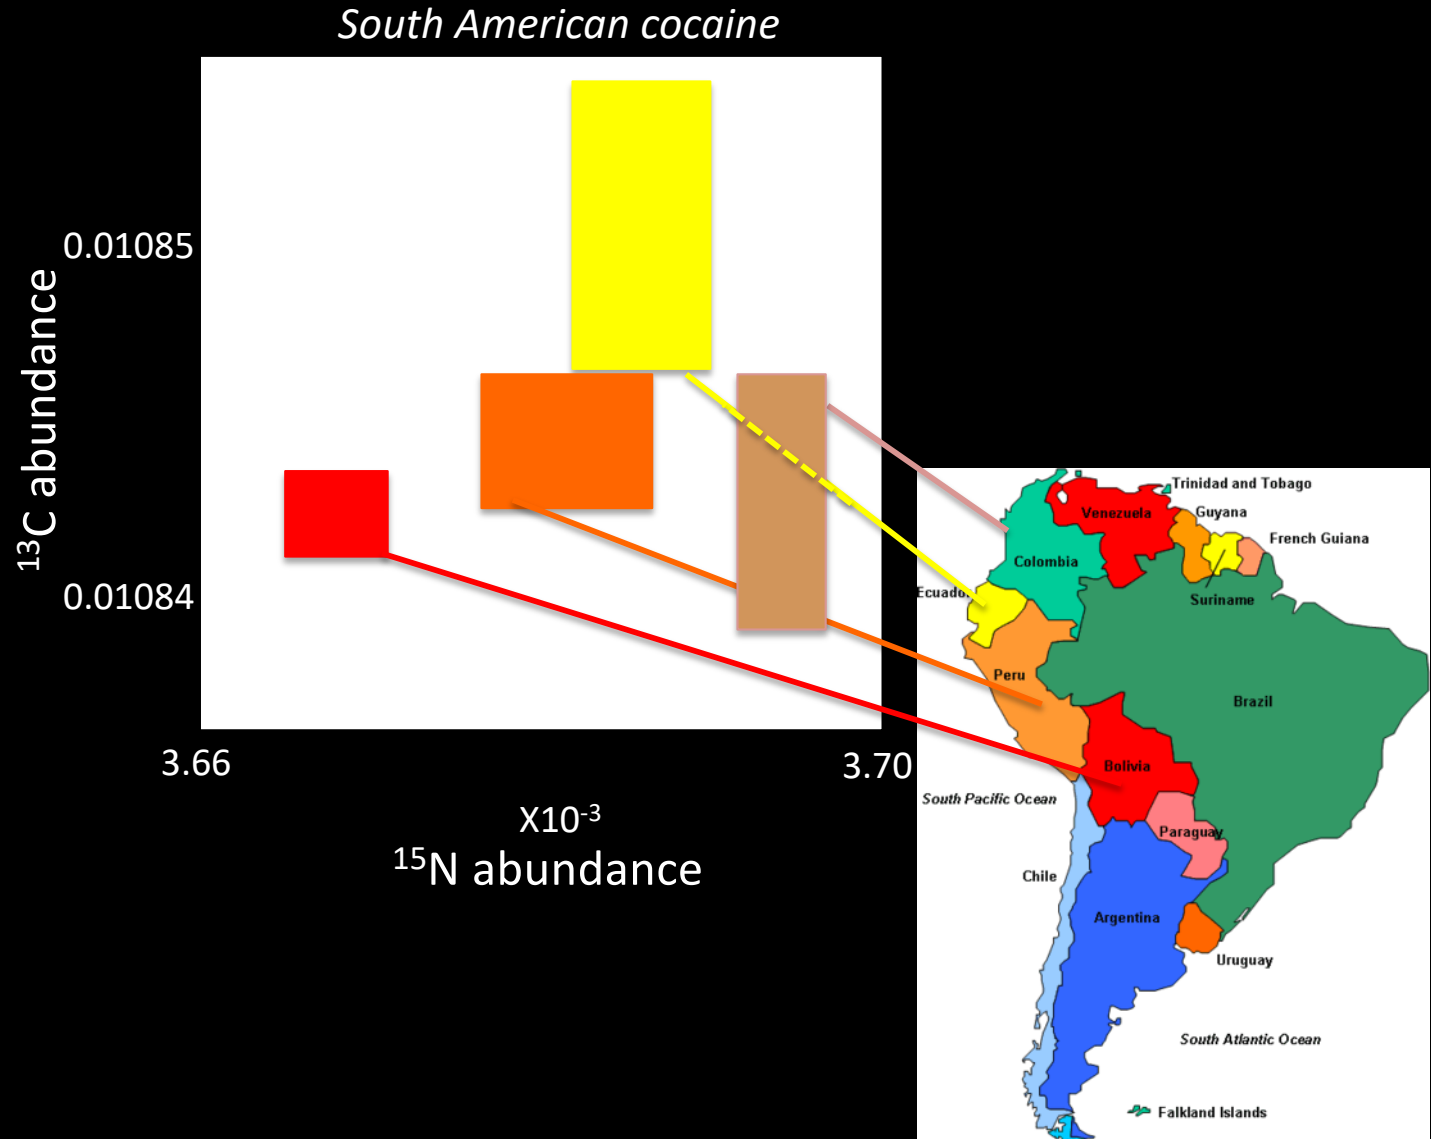 South American cocaine
0.01085
¹³C abundance
0.01084
3.66
3.70
X10⁻³
¹⁵N abundance
Trinidad and Tobago
Venezuela
Guyana
French Guiana
Colombia
Suriname
Ecuador
Peru
Brazil
Bolivia
South Pacific Ocean
Paraguay
Chile
Argentina
Uruguay
South Atlantic Ocean
Falkland Islands